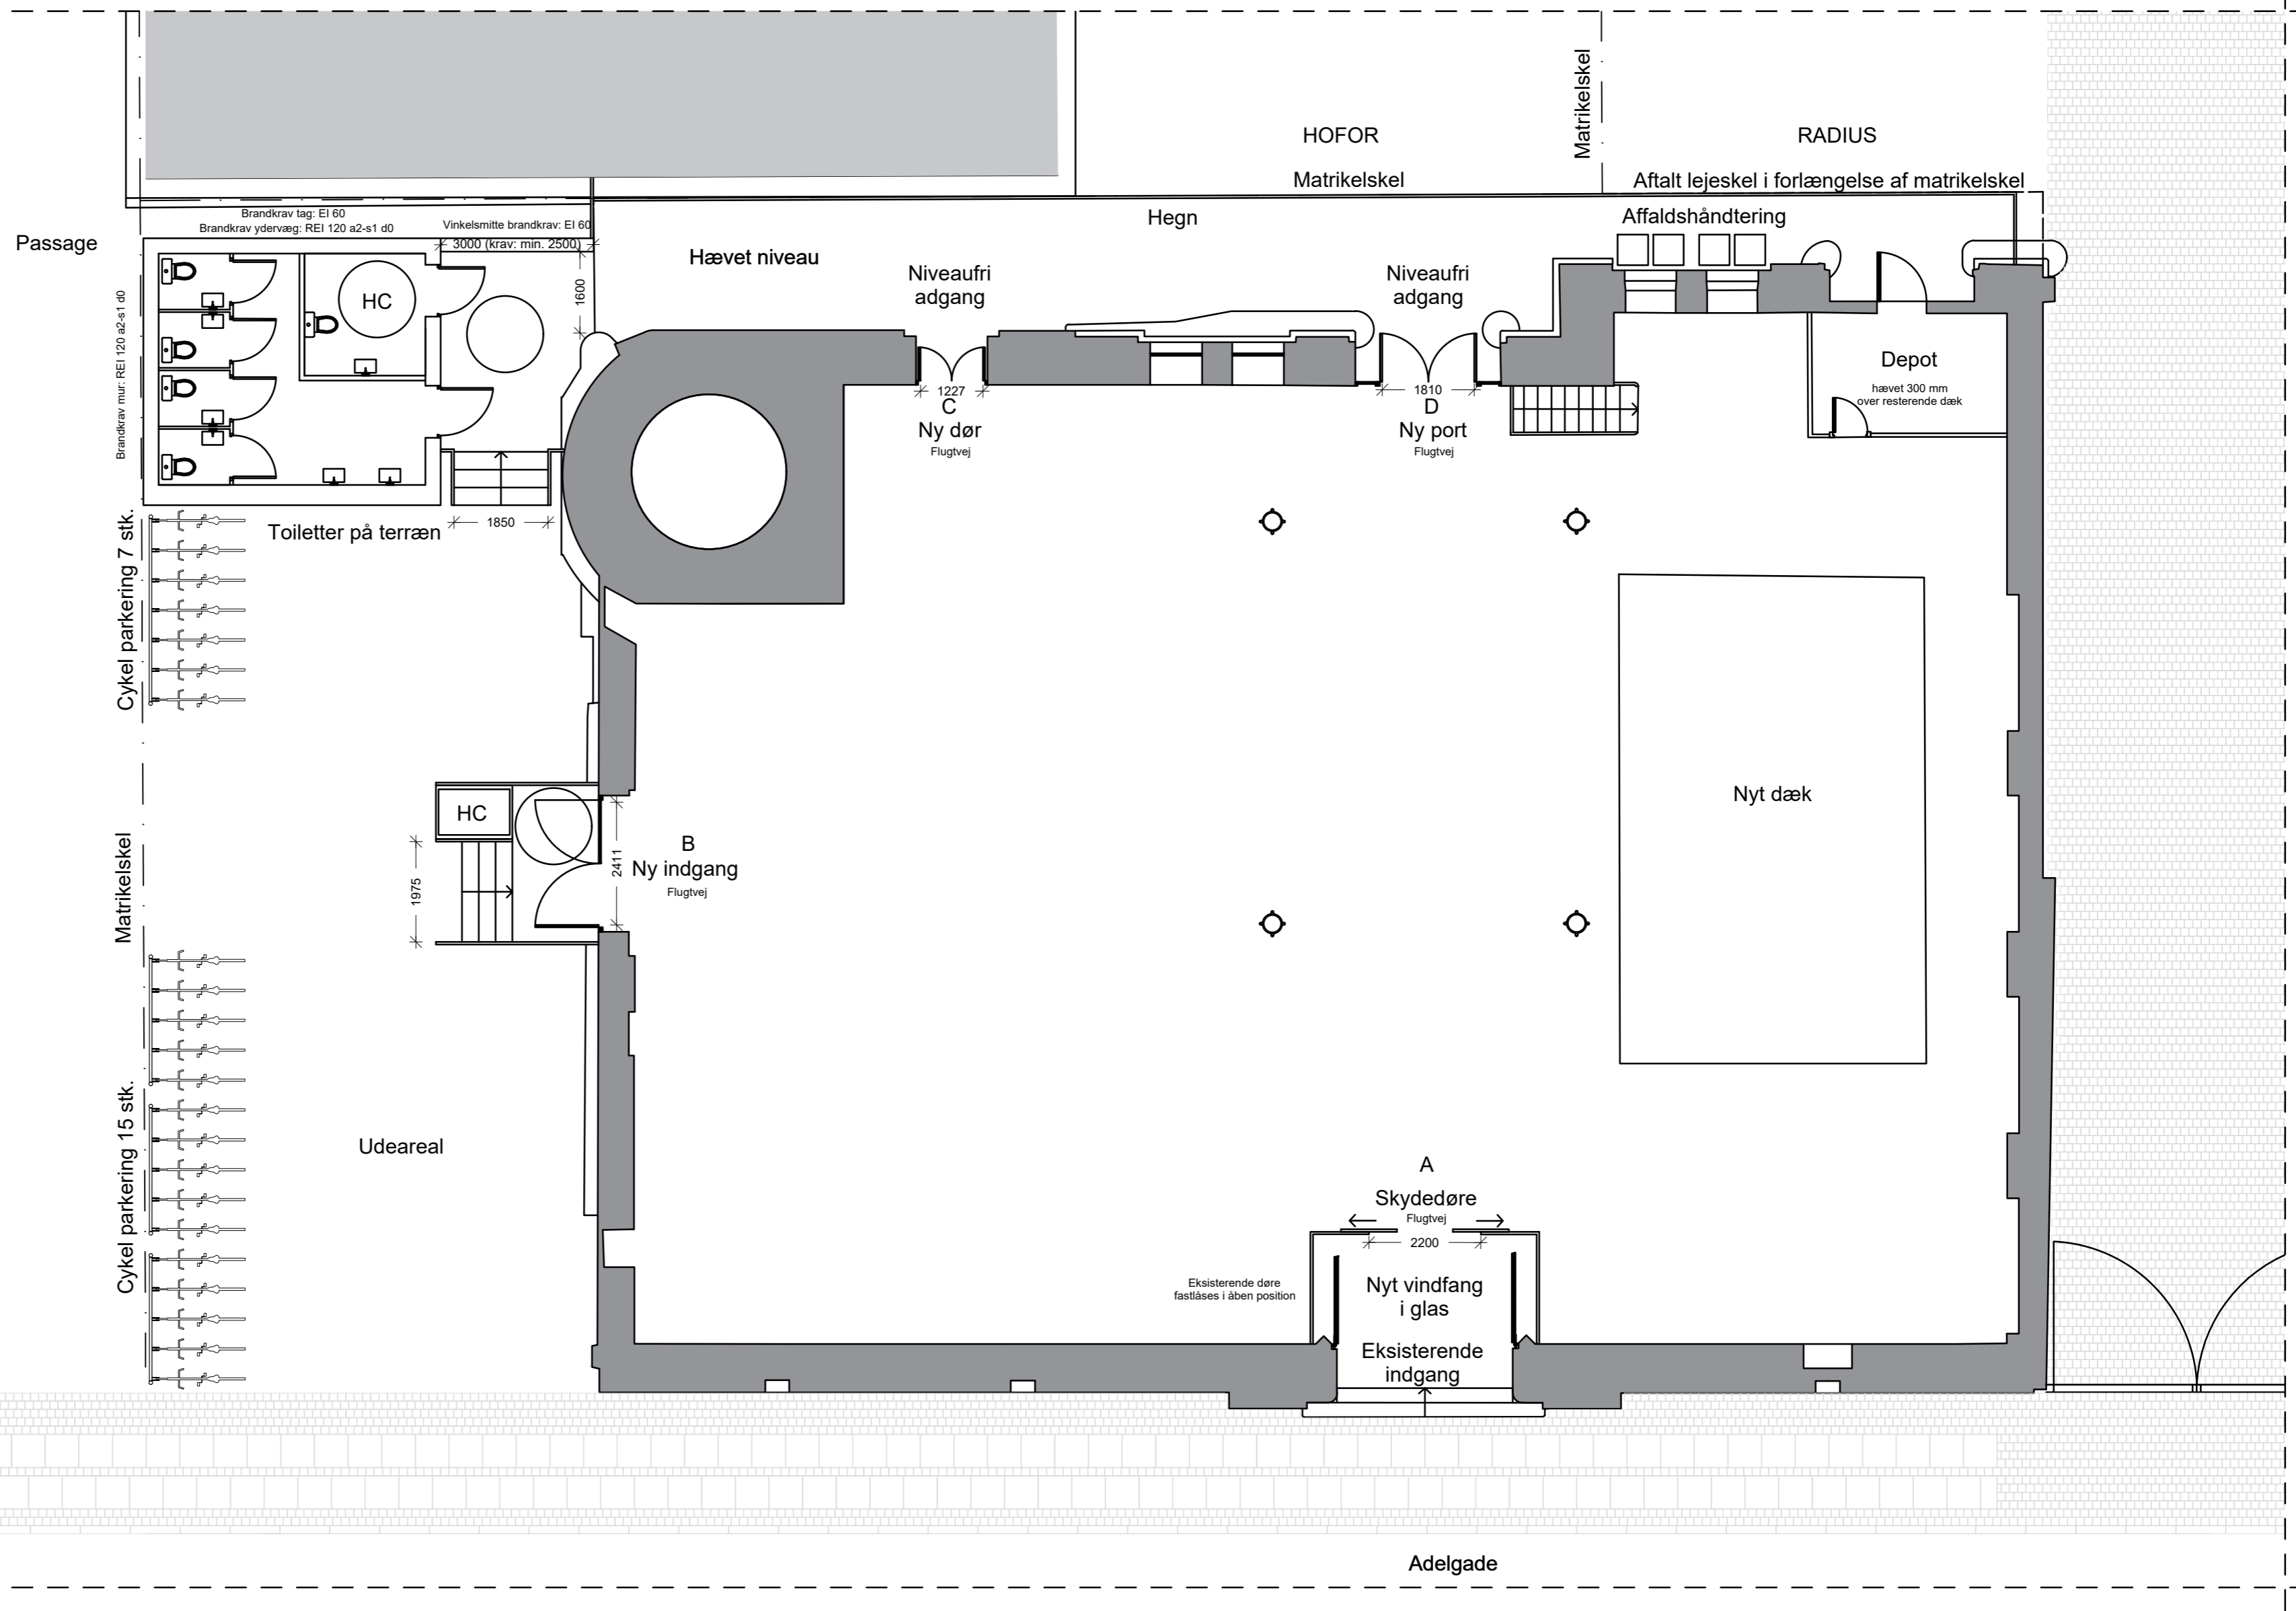 Matrikelskel
HOFOR
RADIUS
Matrikelskel
Aftalt lejeskel i forlængelse af matrikelskel
Brandkrav tag: EI 60
Brandkrav ydervæg: REI 120 a2-s1 d0
Vinkelsmitte brandkrav: EI 60
3000 (krav: min. 2500)
Hegn
Affaldshåndtering
Passage
Hævet niveau
Niveaufri
adgang
Niveaufri
adgang
HC
1600
Brandkrav mur: REI 120 a2-s1 d0
Depot
hævet 300 mm
over resterende dæk
1227
C
Ny dør
Flugtvej
1810
D
Ny port
Flugtvej
1850
Toiletter på terræn
Cykel parkering 7 stk.
HC
Nyt dæk
2411
B
Ny indgang
Flugtvej
1975
Matrikelskel
Cykel parkering 15 stk.
Udeareal
A
Skydedøre
Flugtvej
2200
Eksisterende døre
fastlåses i åben position
Nyt vindfang
i glas
Eksisterende
indgang
Adelgade